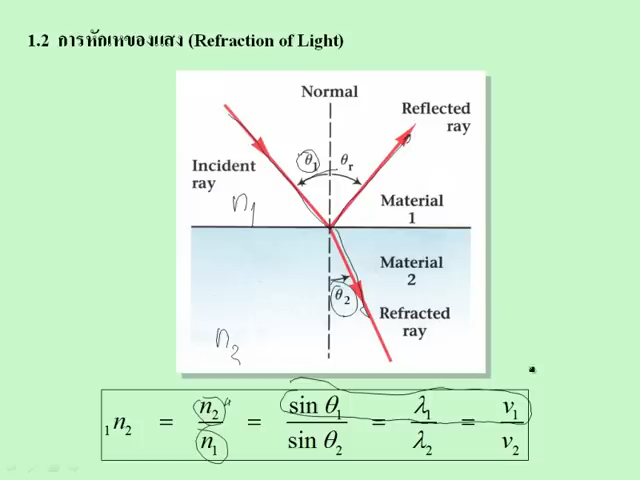 1.2 การหักเหของแสง (Refraction of Light)
Normal
Reflected
ray
θ₁
θr
Incident
ray
n₁
Material
1
Material
2
θ₂
Refracted
ray
n₂
₁n₂ = n₂/n₁ = sin θ₁/sin θ₂ = λ₁/λ₂ = v₁/v₂